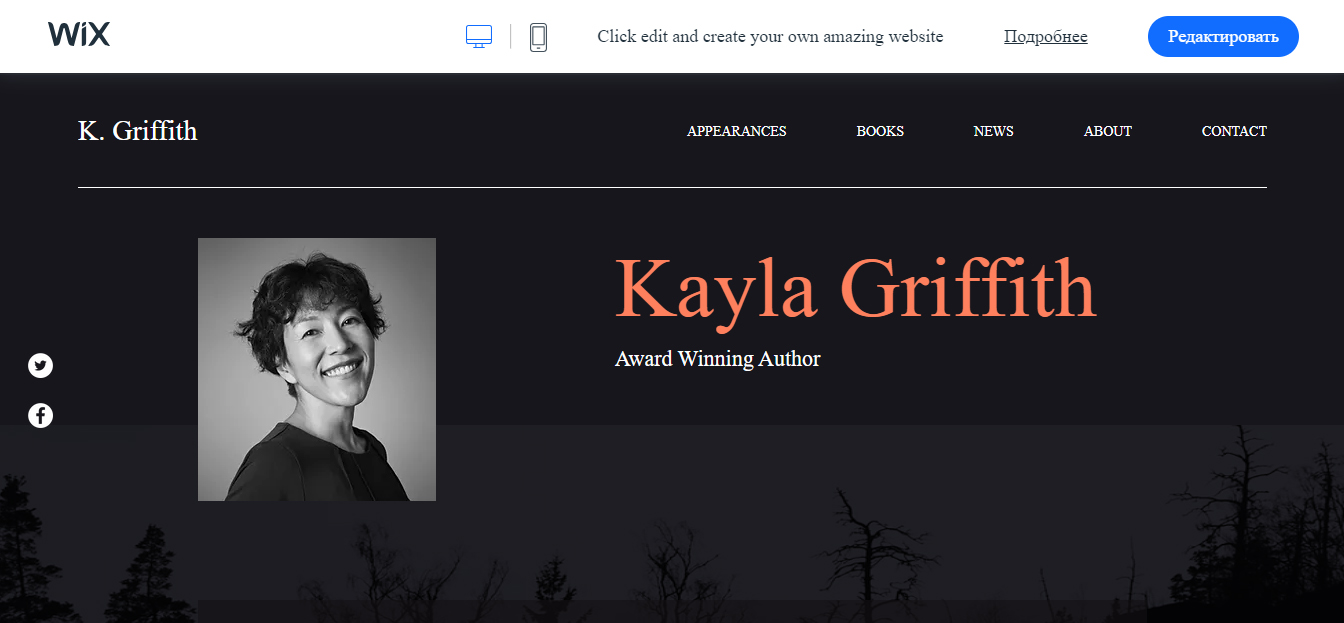 WiX
Click edit and create your own amazing website
Подробнее
Редактировать
K. Griffith
APPEARANCES
BOOKS
NEWS
ABOUT
CONTACT
Kayla Griffith
Award Winning Author